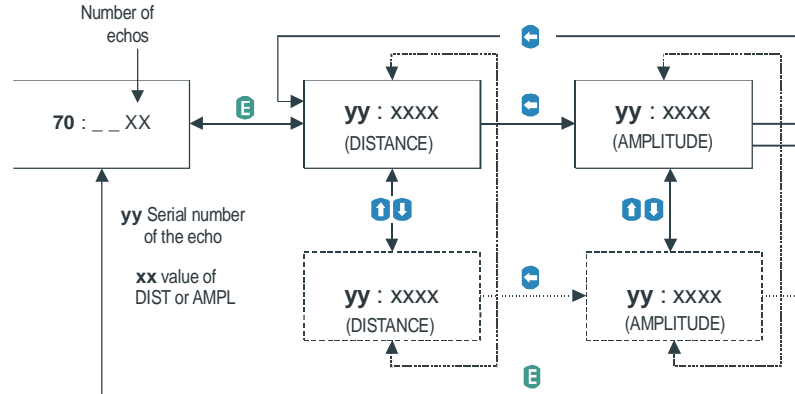 Number of
echos
E
70 : _ _ XX
yy : xxxx
(DISTANCE)
yy : xxxx
(AMPLITUDE)
yy Serial number
of the echo
xx value of
DIST or AMPL
yy : xxxx
(DISTANCE)
yy : xxxx
(AMPLITUDE)
E